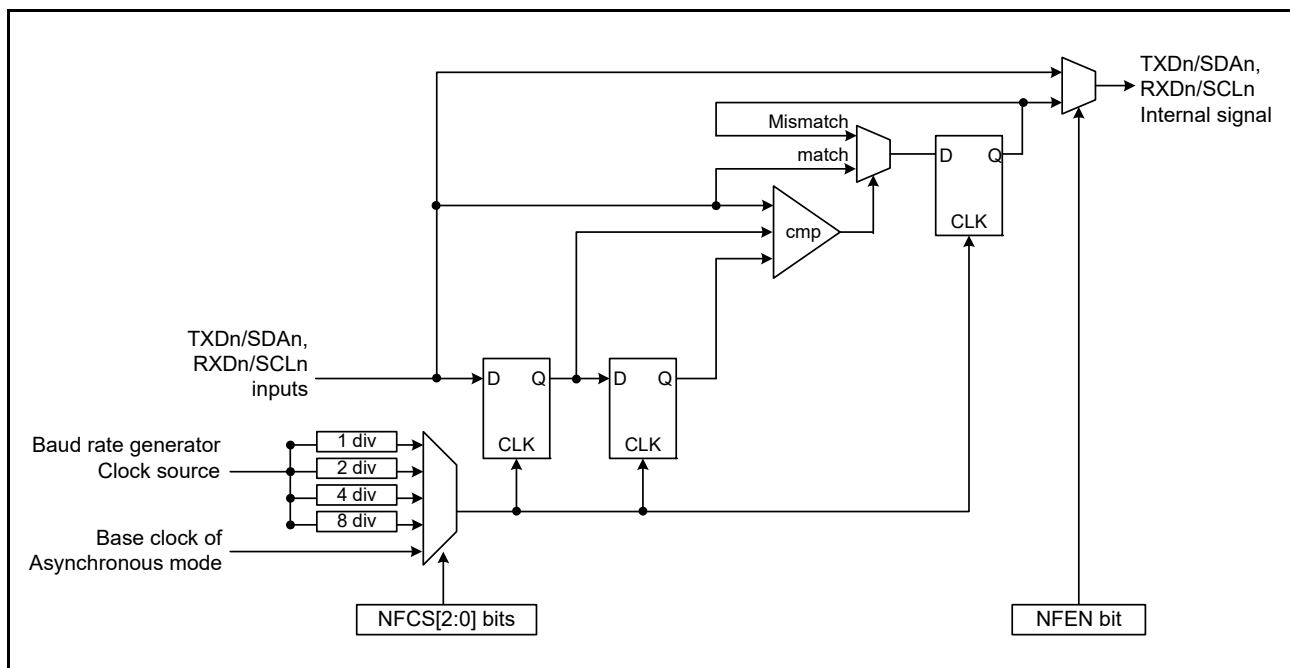 TXDn/SDAn,
RXDn/SCLn
Internal signal
Mismatch
match
D
Q
CLK
cmp
TXDn/SDAn,
RXDn/SCLn
inputs
D
Q
CLK
D
Q
CLK
Baud rate generator
Clock source
1 div
2 div
4 div
8 div
Base clock of
Asynchronous mode
NFCS[2:0] bits
NFEN bit